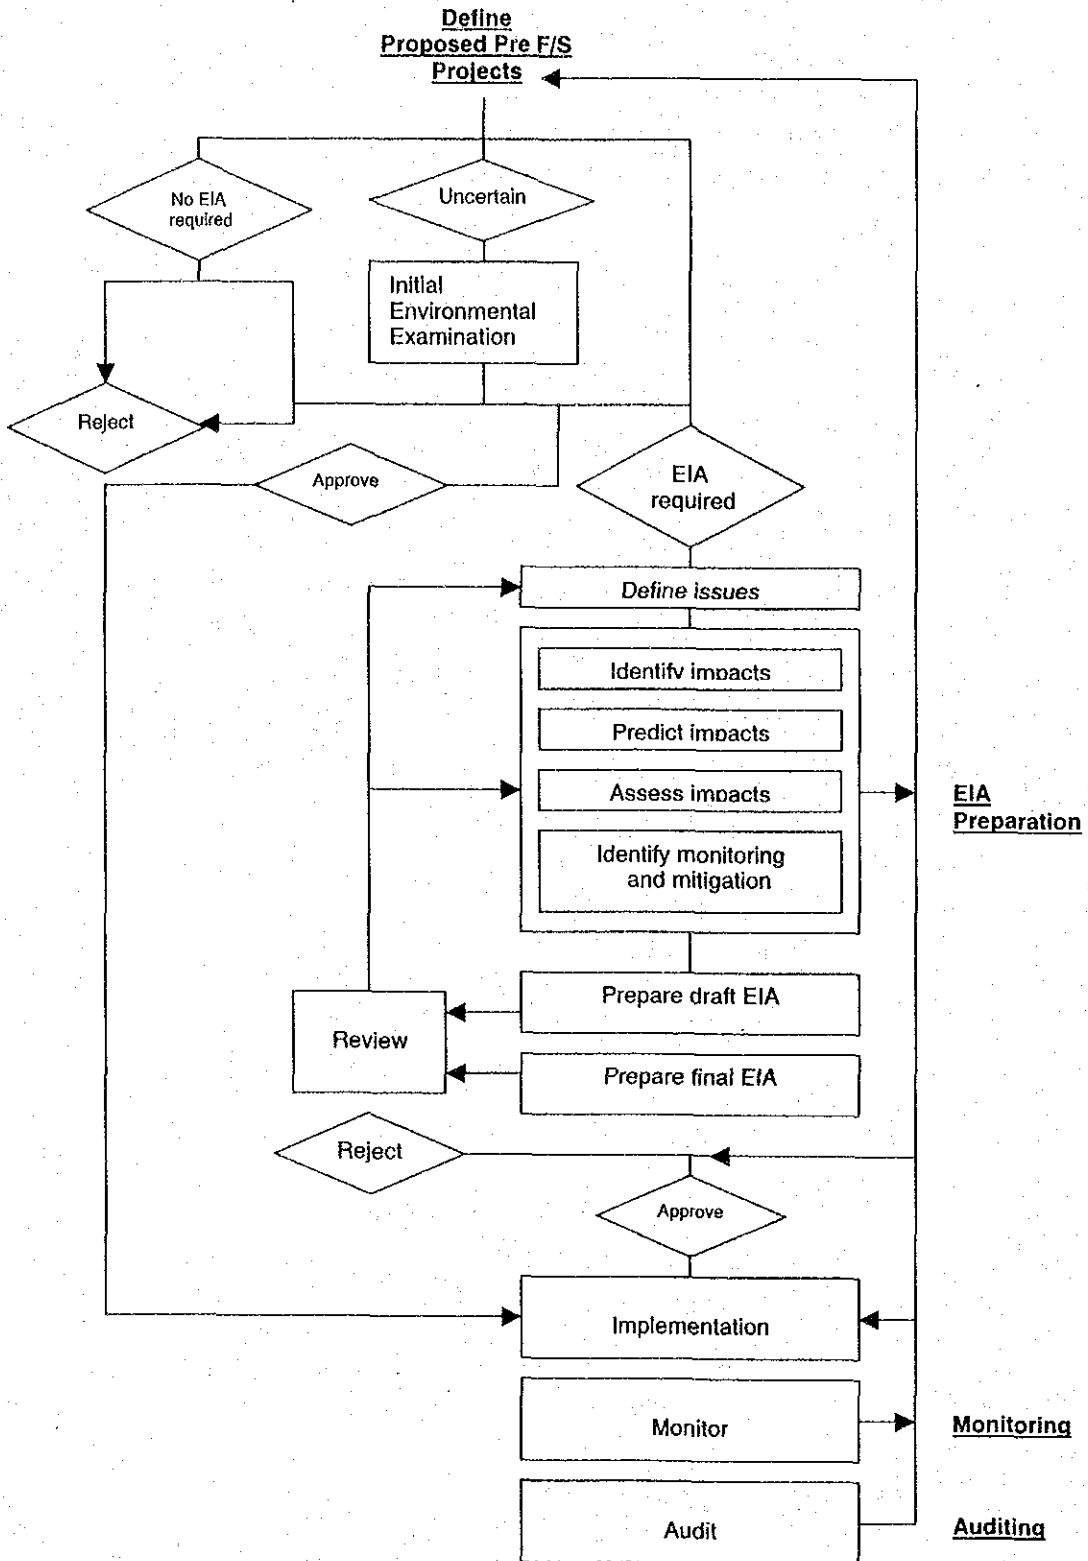 Define
Proposed Pre F/S
Projects
No EIA
required
Uncertain
Initial
Environmental
Examination
Reject
Approve
EIA
required
Define issues
Identify impacts
Predict impacts
Assess impacts
Identify monitoring
and mitigation
EIA
Preparation
Prepare draft EIA
Review
Prepare final EIA
Reject
Approve
Implementation
Monitor
Monitoring
Audit
Auditing